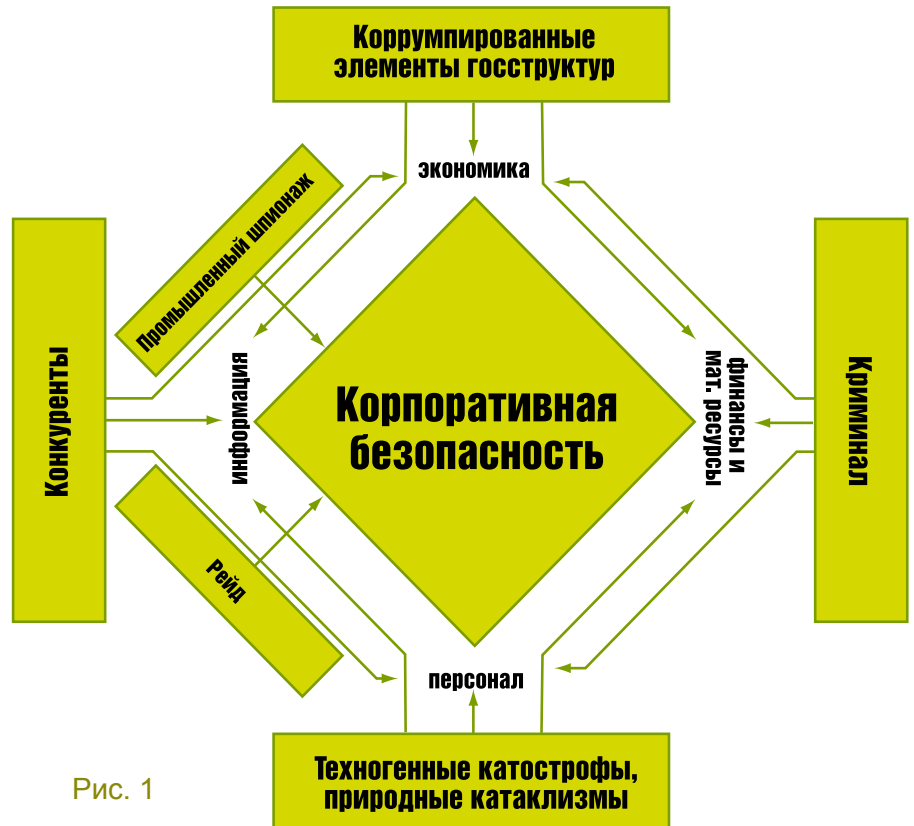 Коррумпированные
элементы госструктур
экономика
Промышленный шпионаж
Конкуренты
информация
Корпоративная
безопасность
финансы и
мат. ресурсы
Криминал
Рейд
персонал
Техногенные катострофы,
природные катаклизмы
Рис. 1